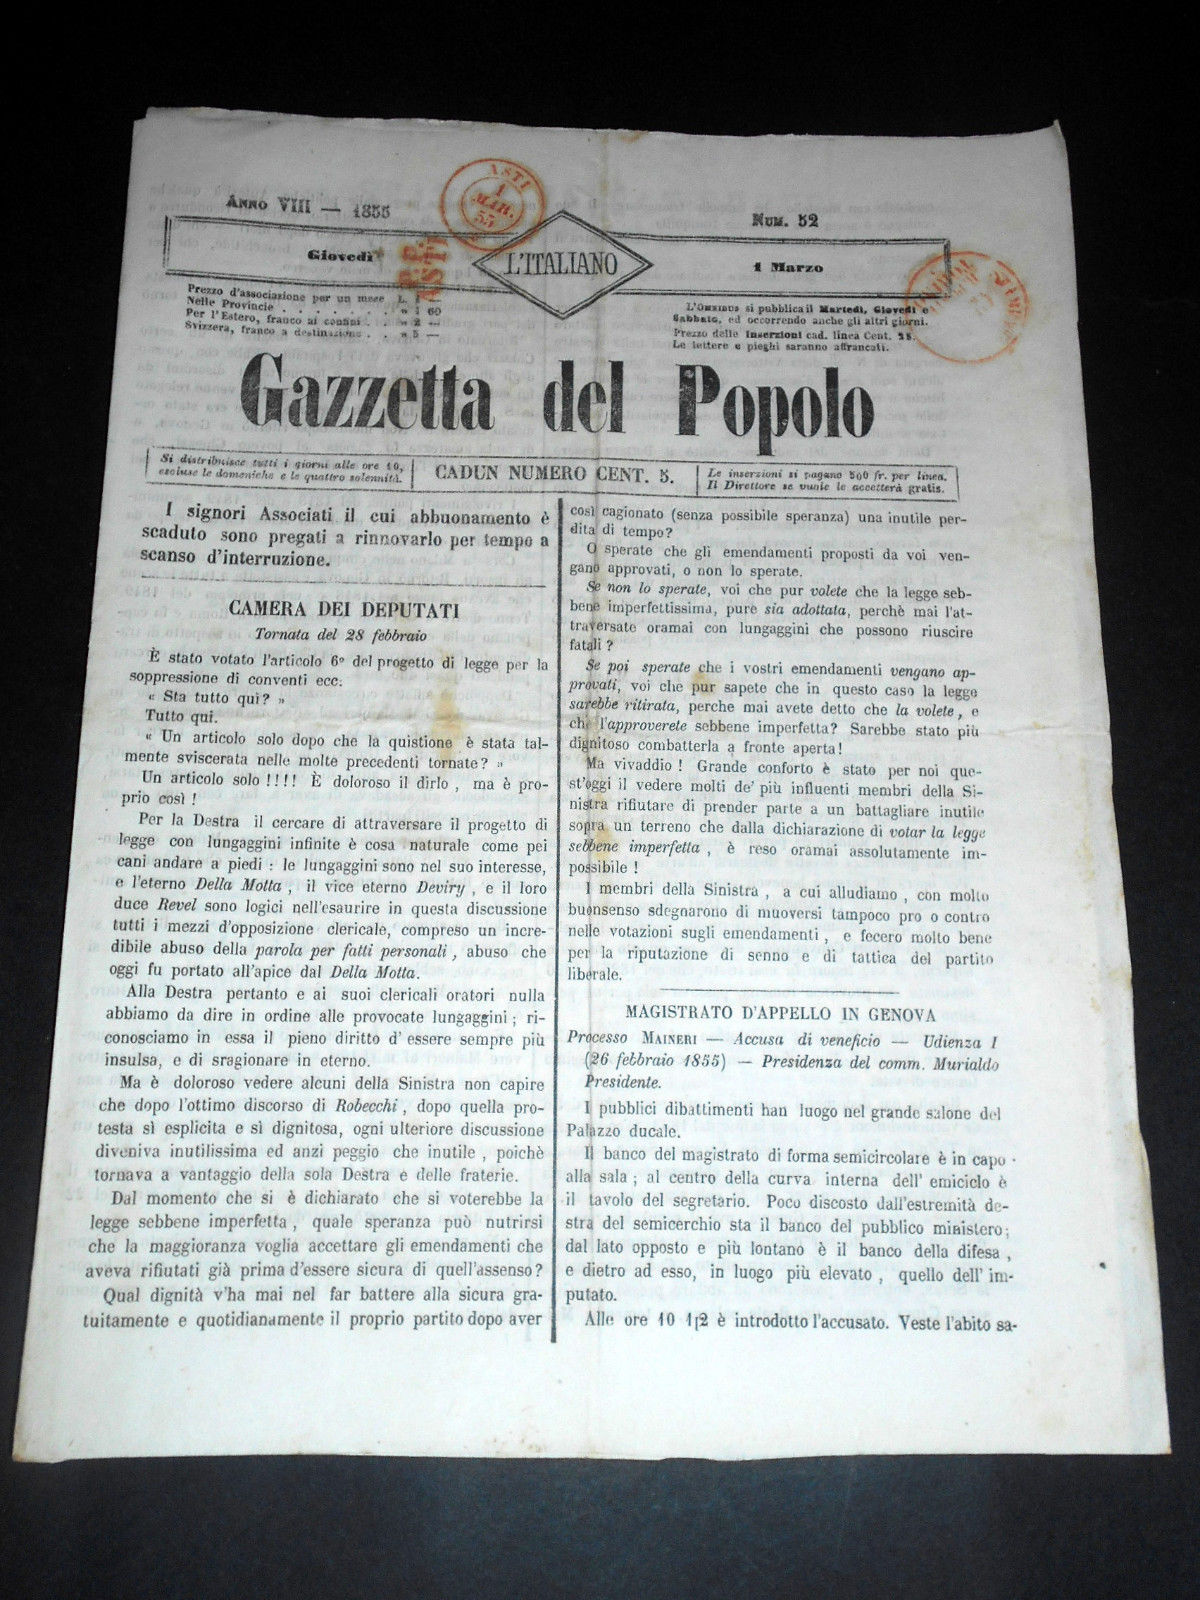 ANNO VIII — 1855
ASTI
1
MAR.
55
NUM. 52
Giovedì
L'ITALIANO
1 Marzo
P.P.
ASTI
Prezzo d'associazione per un mese L. 1
Nelle Provincie . . . . . . . » 1 60
Per l'Estero, franco ai confini . . . » 2 —
Svizzera, franco a destinazione . . . » 5 —
L'OMNIBUS si pubblica il Martedì, Giovedì e
Sabbato, ed occorrendo anche gli altri giorni.
Prezzo delle Inserzioni cad. linea Cent. 25.
Le lettere e pieghi saranno affrancati.
Gazzetta del Popolo
Si distribuisce tutti i giorni alle ore 10,
escluse le domeniche e le quattro solennità.
CADUN NUMERO CENT. 5.
Le inserzioni si pagano 500 fr. per linea.
Il Direttore se vuole le accetterà gratis.
I signori Associati il cui abbuonamento è
scaduto sono pregati a rinnovarlo per tempo a
scanso d'interruzione.
CAMERA DEI DEPUTATI
Tornata del 28 febbraio
È stato votato l'articolo 6º del progetto di legge per la
soppressione di conventi ecc.
« Sta tutto quì? »
Tutto qui.
« Un articolo solo dopo che la quistione è stata tal-
mente sviscerata nelle molte precedenti tornate? »
Un articolo solo !!!! È doloroso il dirlo, ma è pro-
prio così !
Per la Destra il cercare di attraversare il progetto di
legge con lungaggini infinite è cosa naturale come pei
cani andare a piedi : le lungaggini sono nel suo interesse,
e l'eterno Della Motta, il vice eterno Deviry, e il loro
duce Revel sono logici nell'esaurire in questa discussione
tutti i mezzi d'opposizione clericale, compreso un incre-
dibile abuso della parola per fatti personali, abuso che
oggi fu portato all'apice dal Della Motta.
Alla Destra pertanto e ai suoi clericali oratori nulla
abbiamo da dire in ordine alle provocate lungaggini; ri-
conosciamo in essa il pieno diritto d'essere sempre più
insulsa, e di sragionare in eterno.
Ma è doloroso vedere alcuni della Sinistra non capire
che dopo l'ottimo discorso di Robecchi, dopo quella pro-
testa sì esplicita e sì dignitosa, ogni ulteriore discussione
diveniva inutilissima ed anzi peggio che inutile, poichè
tornava a vantaggio della sola Destra e delle fraterie.
Dal momento che si è dichiarato che si voterebbe la
legge sebbene imperfetta, quale speranza può nutrirsi
che la maggioranza voglia accettare gli emendamenti che
aveva rifiutati già prima d'essere sicura di quell'assenso?
Qual dignità v'ha mai nel far battere alla sicura gra-
tuitamente e quotidianamente il proprio partito dopo aver
così cagionato (senza possibile speranza) una inutile per-
dita di tempo?
O sperate che gli emendamenti proposti da voi ven-
gano approvati, o non lo sperate.
Se non lo sperate, voi che pur volete che la legge seb-
bene imperfettissima, pure sia adottata, perchè mai l'at-
traversate oramai con lungaggini che possono riuscire
fatali ?
Se poi sperate che i vostri emendamenti vengano ap-
provati, voi che pur sapete che in questo caso la legge
sarebbe ritirata, perchè mai avete detto che la volete, e
che l'approverete sebbene imperfetta? Sarebbe stato più
dignitoso combatterla a fronte aperta!
Ma vivaddio ! Grande conforto è stato per noi que-
st'oggi il vedere molti de' più influenti membri della Si-
nistra rifiutare di prender parte a un battagliare inutile
sopra un terreno che dalla dichiarazione di votar la legge
sebbene imperfetta, è reso oramai assolutamente im-
possibile !
I membri della Sinistra, a cui alludiamo, con molto
buonsenso sdegnarono di muoversi tampoco pro o contro
nelle votazioni sugli emendamenti, e fecero molto bene
per la riputazione di senno e di tattica del partito
liberale.
MAGISTRATO D'APPELLO IN GENOVA
Processo MAINERI — Accusa di veneficio — Udienza I
(26 febbraio 1855) — Presidenza del comm. Murialdo
Presidente.
I pubblici dibattimenti han luogo nel grande salone del
Palazzo ducale.
Il banco del magistrato di forma semicircolare è in capo
alla sala; al centro della curva interna dell'emiciclo è
il tavolo del segretario. Poco discosto dall'estremità de-
stra del semicerchio sta il banco del pubblico ministero;
dal lato opposto e più lontano è il banco della difesa,
e dietro ad esso, in luogo più elevato, quello dell'im-
putato.
Alle ore 10 1|2 è introdotto l'accusato. Veste l'abito sa-